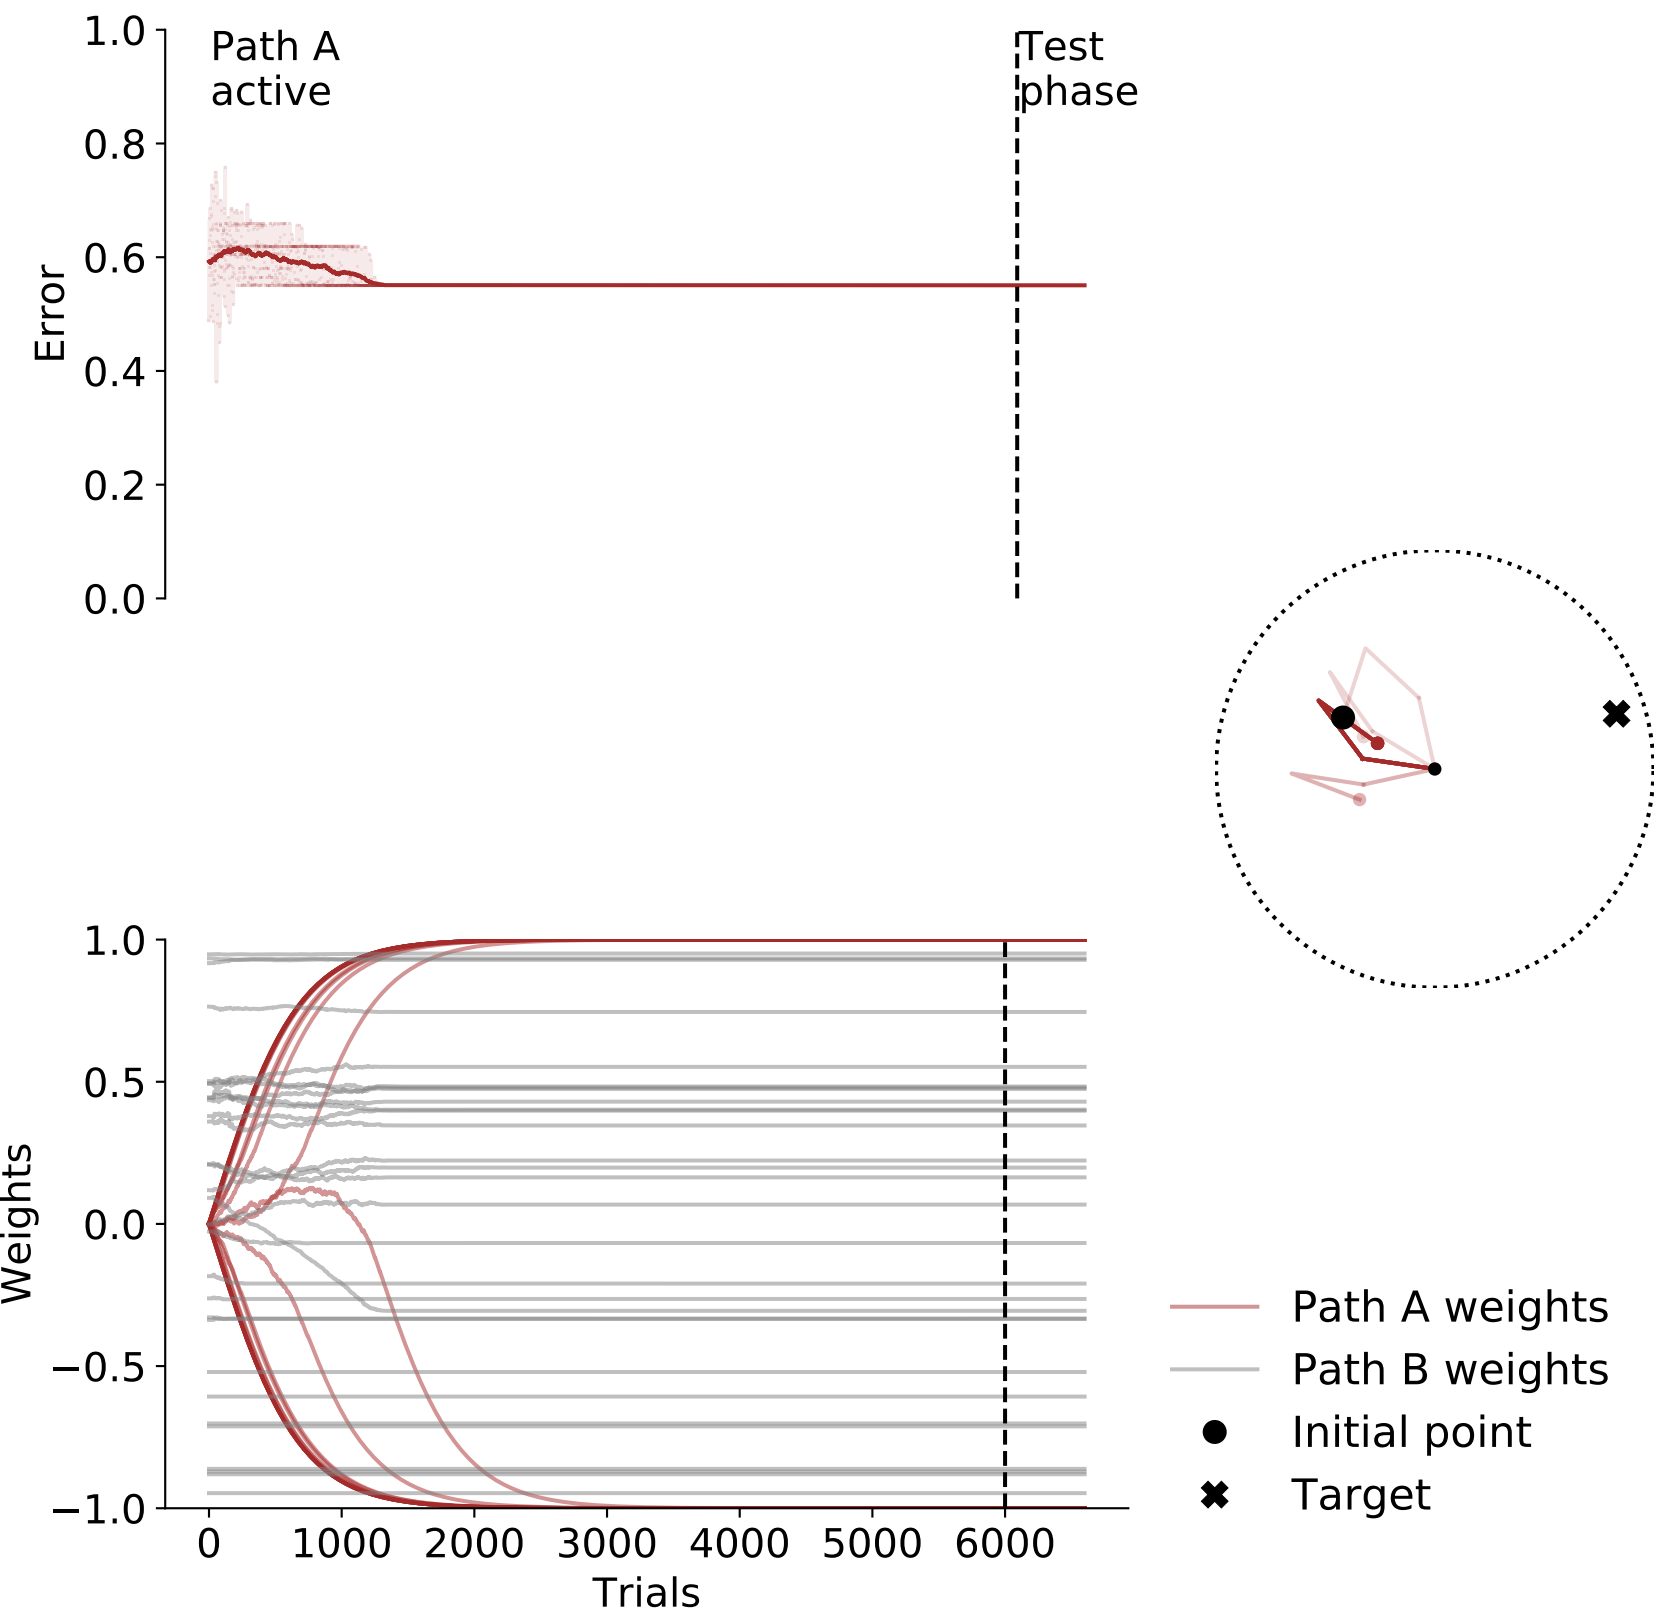 Path A
active
Test
phase
1.0
0.8
0.6
0.4
0.2
0.0
Error
1.0
0.5
0.0
−0.5
−1.0
Weights
0 1000 2000 3000 4000 5000 6000
Trials
Path A weights
Path B weights
Initial point
Target